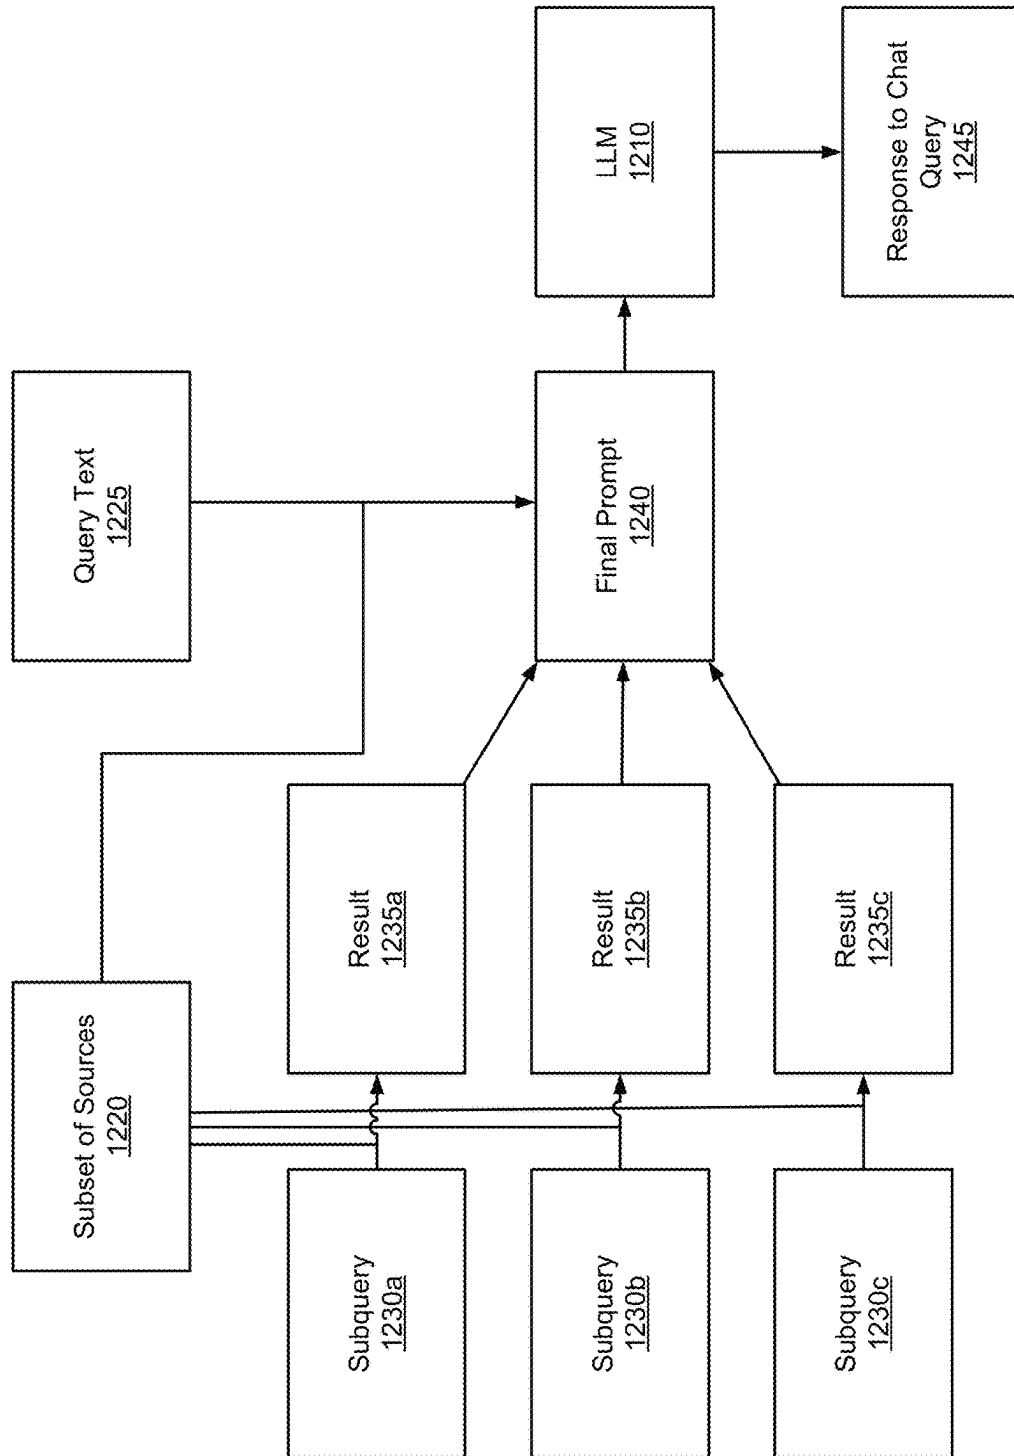 Subset of Sources
1220
Query Text
1225
Subquery
1230a
Result
1235a
Subquery
1230b
Result
1235b
Final Prompt
1240
LLM
1210
Subquery
1230c
Result
1235c
Response to Chat
Query
1245